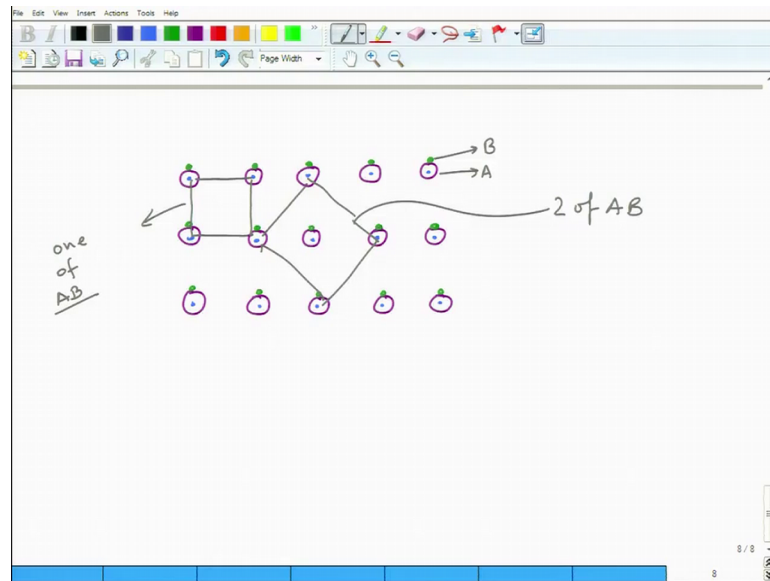 File Edit View Insert Actions Tools Help
B I
Page Width
B
A
2 of AB
one
of
AB
8/8
8